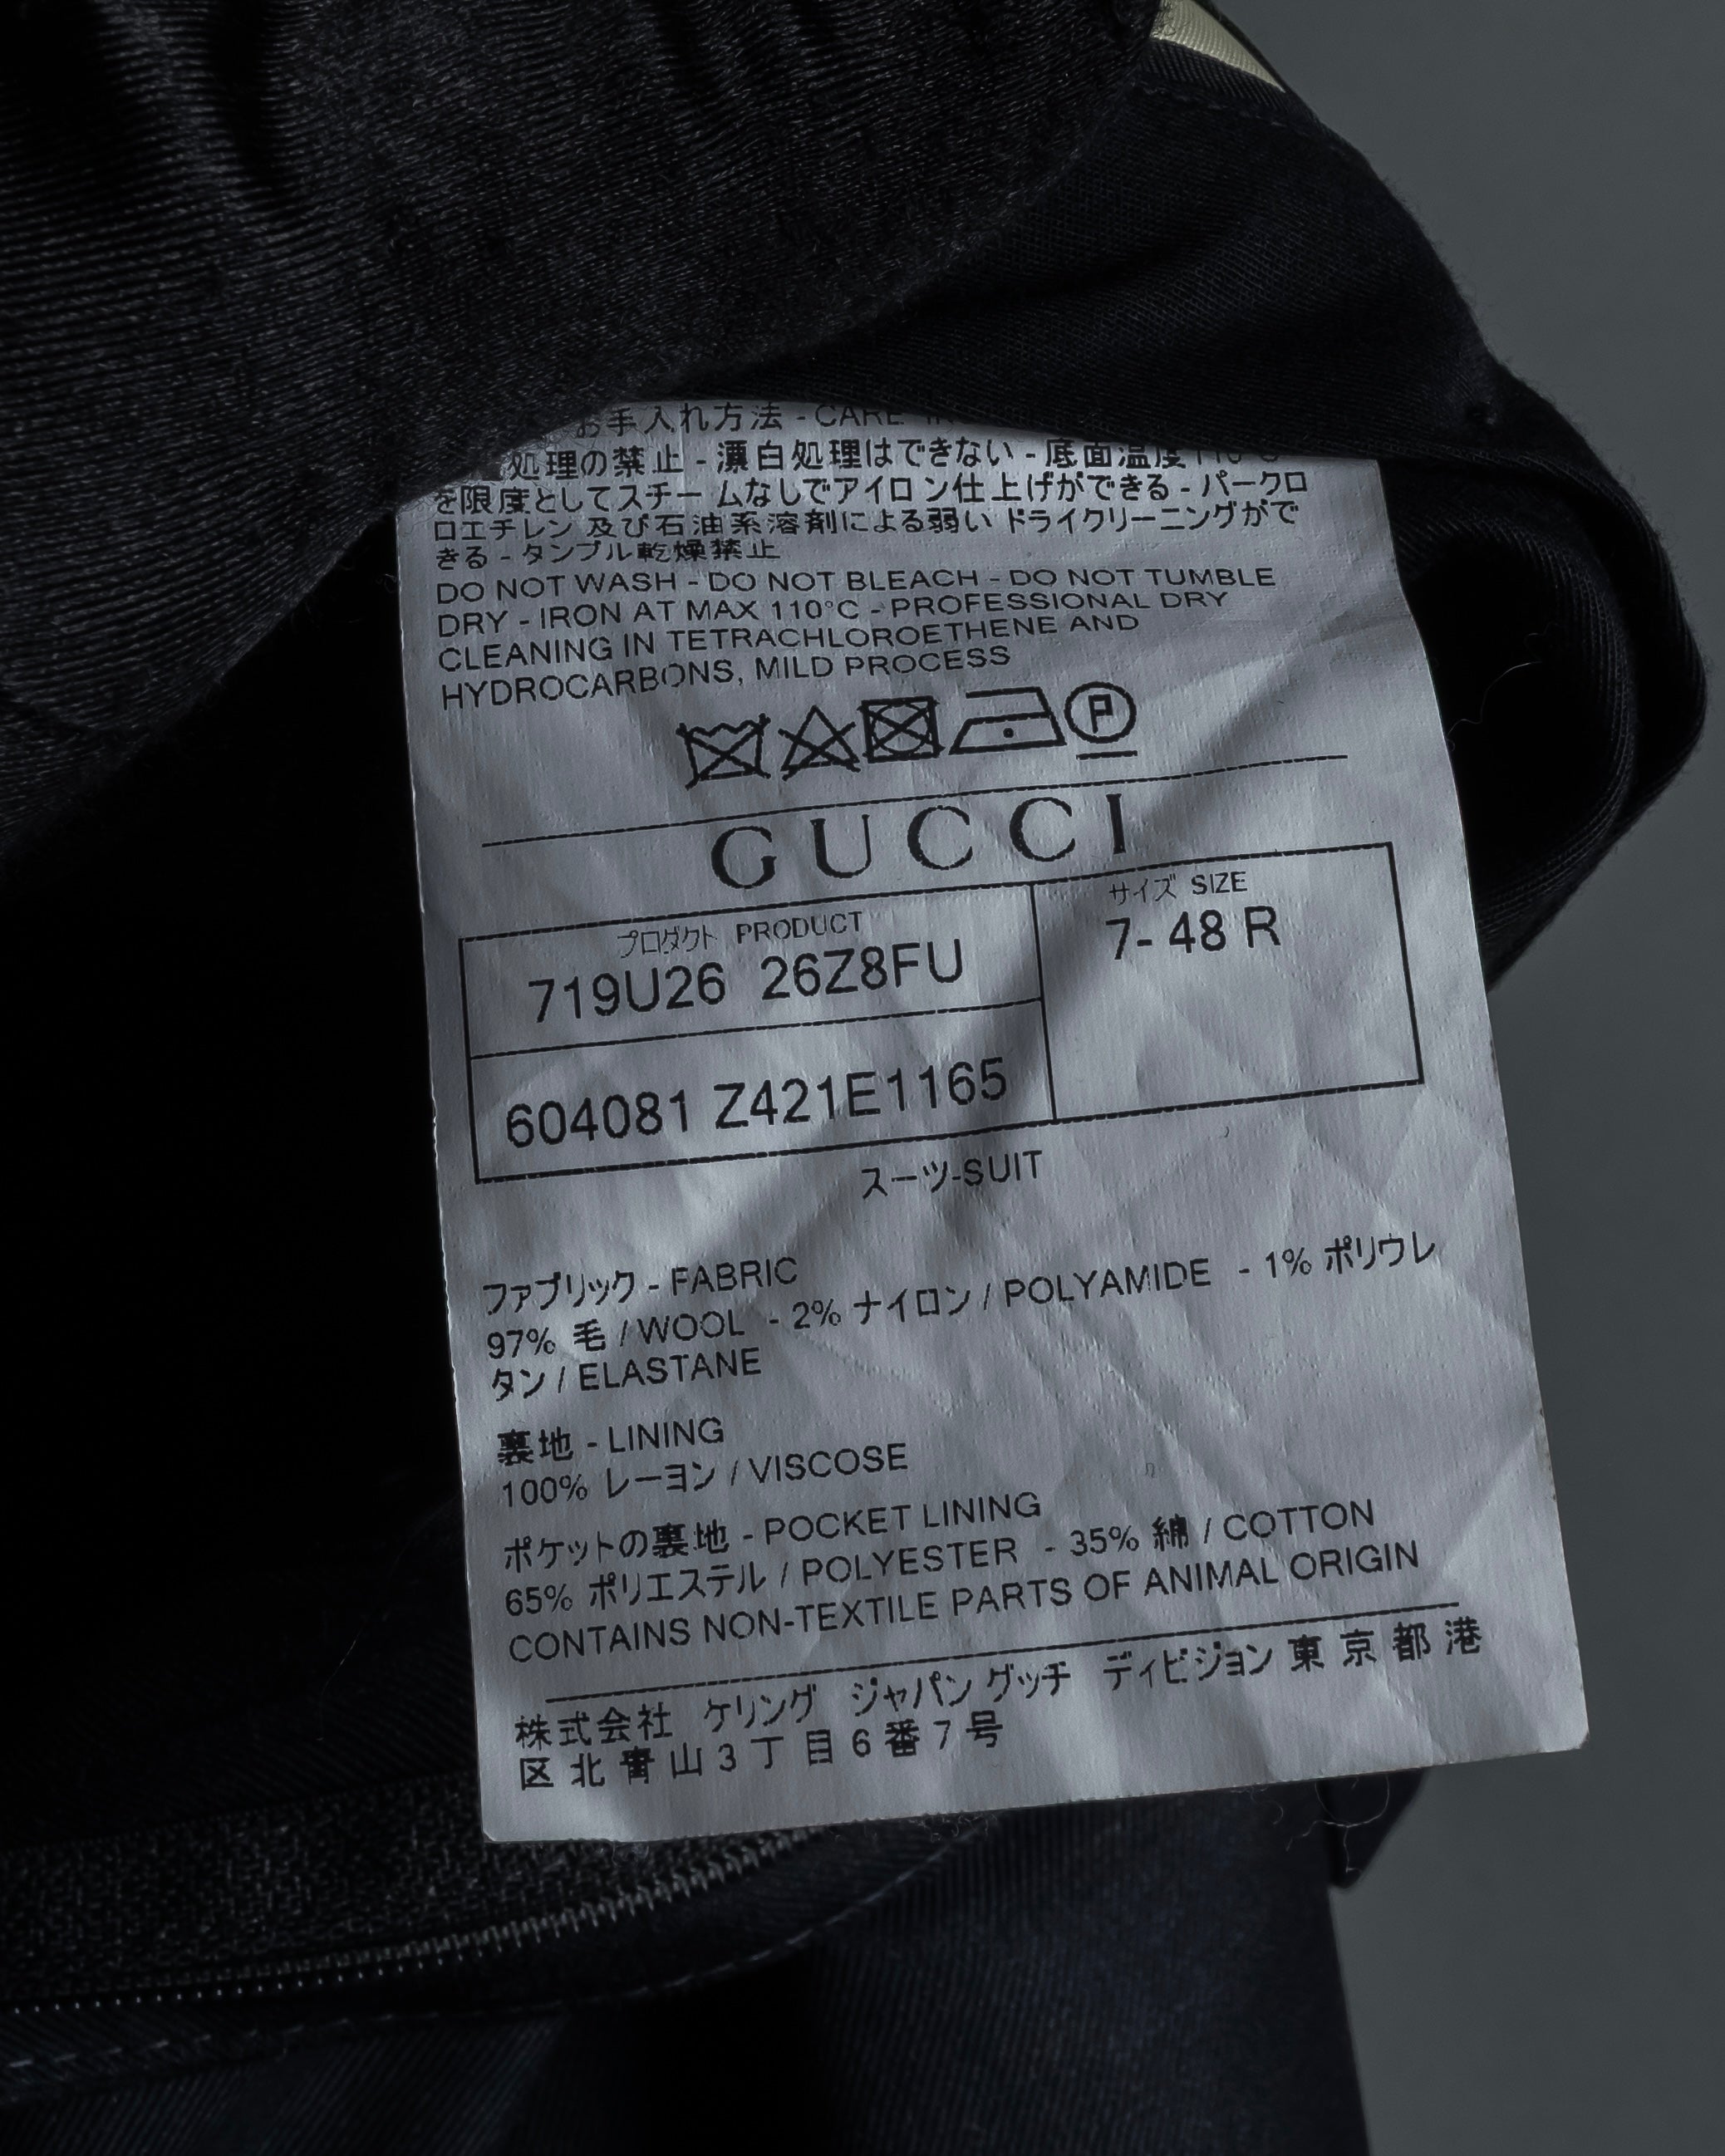 お手入れ方法 - CARE
処理の禁止 - 漂白処理はできない - 底面温度110°C
を限度としてスチームなしでアイロン仕上げができる - パークロ
ロエチレン及び石油系溶剤による弱いドライクリーニングがで
きる - タンブル乾燥禁止
DO NOT WASH - DO NOT BLEACH - DO NOT TUMBLE
DRY - IRON AT MAX 110°C - PROFESSIONAL DRY
CLEANING IN TETRACHLOROETHENE AND
HYDROCARBONS, MILD PROCESS
P
GUCCI
プロダクト PRODUCT
719U26 26Z8FU
サイズ SIZE
7- 48 R
604081 Z421E1165
スーツ-SUIT
ファブリック - FABRIC
97% 毛 / WOOL - 2% ナイロン / POLYAMIDE - 1% ポリウレ
タン / ELASTANE
裏地 - LINING
100% レーヨン / VISCOSE
ポケットの裏地 - POCKET LINING
65% ポリエステル / POLYESTER - 35% 綿 / COTTON
CONTAINS NON-TEXTILE PARTS OF ANIMAL ORIGIN
株式会社 ケリング ジャパン グッチ ディビジョン 東京都港
区北青山3丁目6番7号